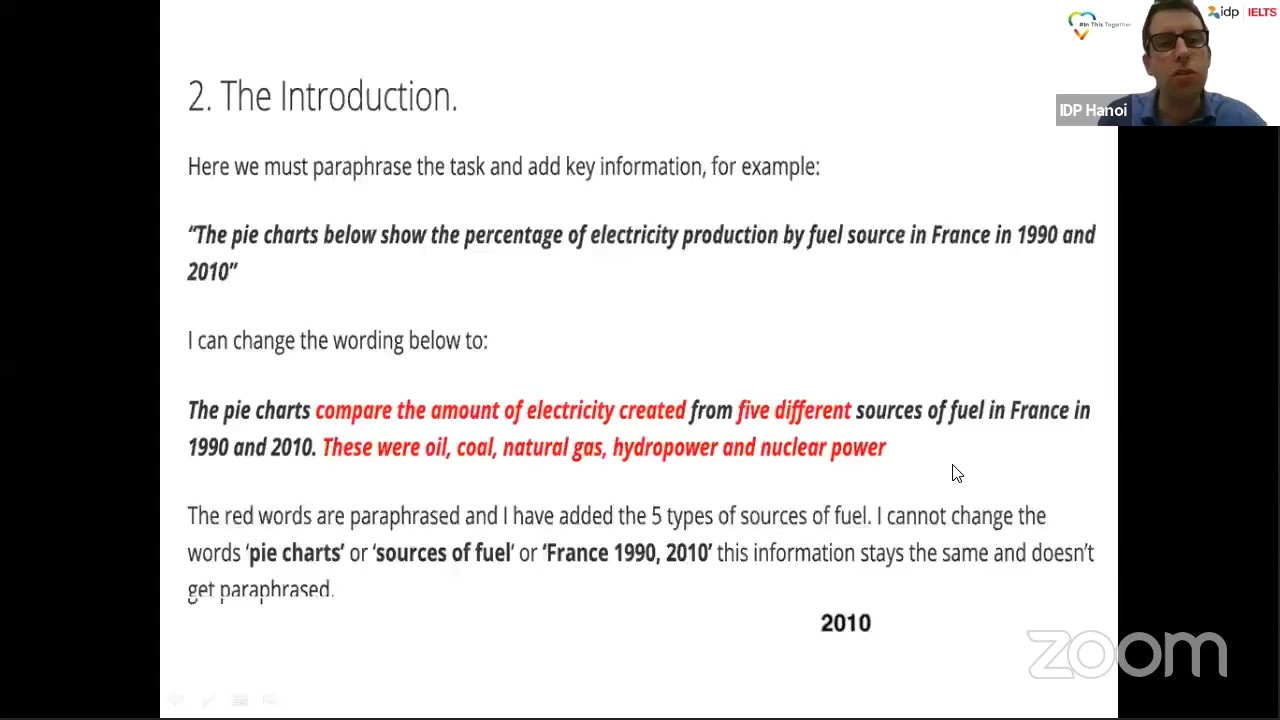 #In This Together
idp IELTS
IDP Hanoi
2. The Introduction.
Here we must paraphrase the task and add key information, for example:
“The pie charts below show the percentage of electricity production by fuel source in France in 1990 and
2010”
I can change the wording below to:
The pie charts compare the amount of electricity created from five different sources of fuel in France in
1990 and 2010. These were oil, coal, natural gas, hydropower and nuclear power
The red words are paraphrased and I have added the 5 types of sources of fuel. I cannot change the
words ‘pie charts’ or ‘sources of fuel’ or ‘France 1990, 2010’ this information stays the same and doesn’t
get paraphrased.
2010
zoom